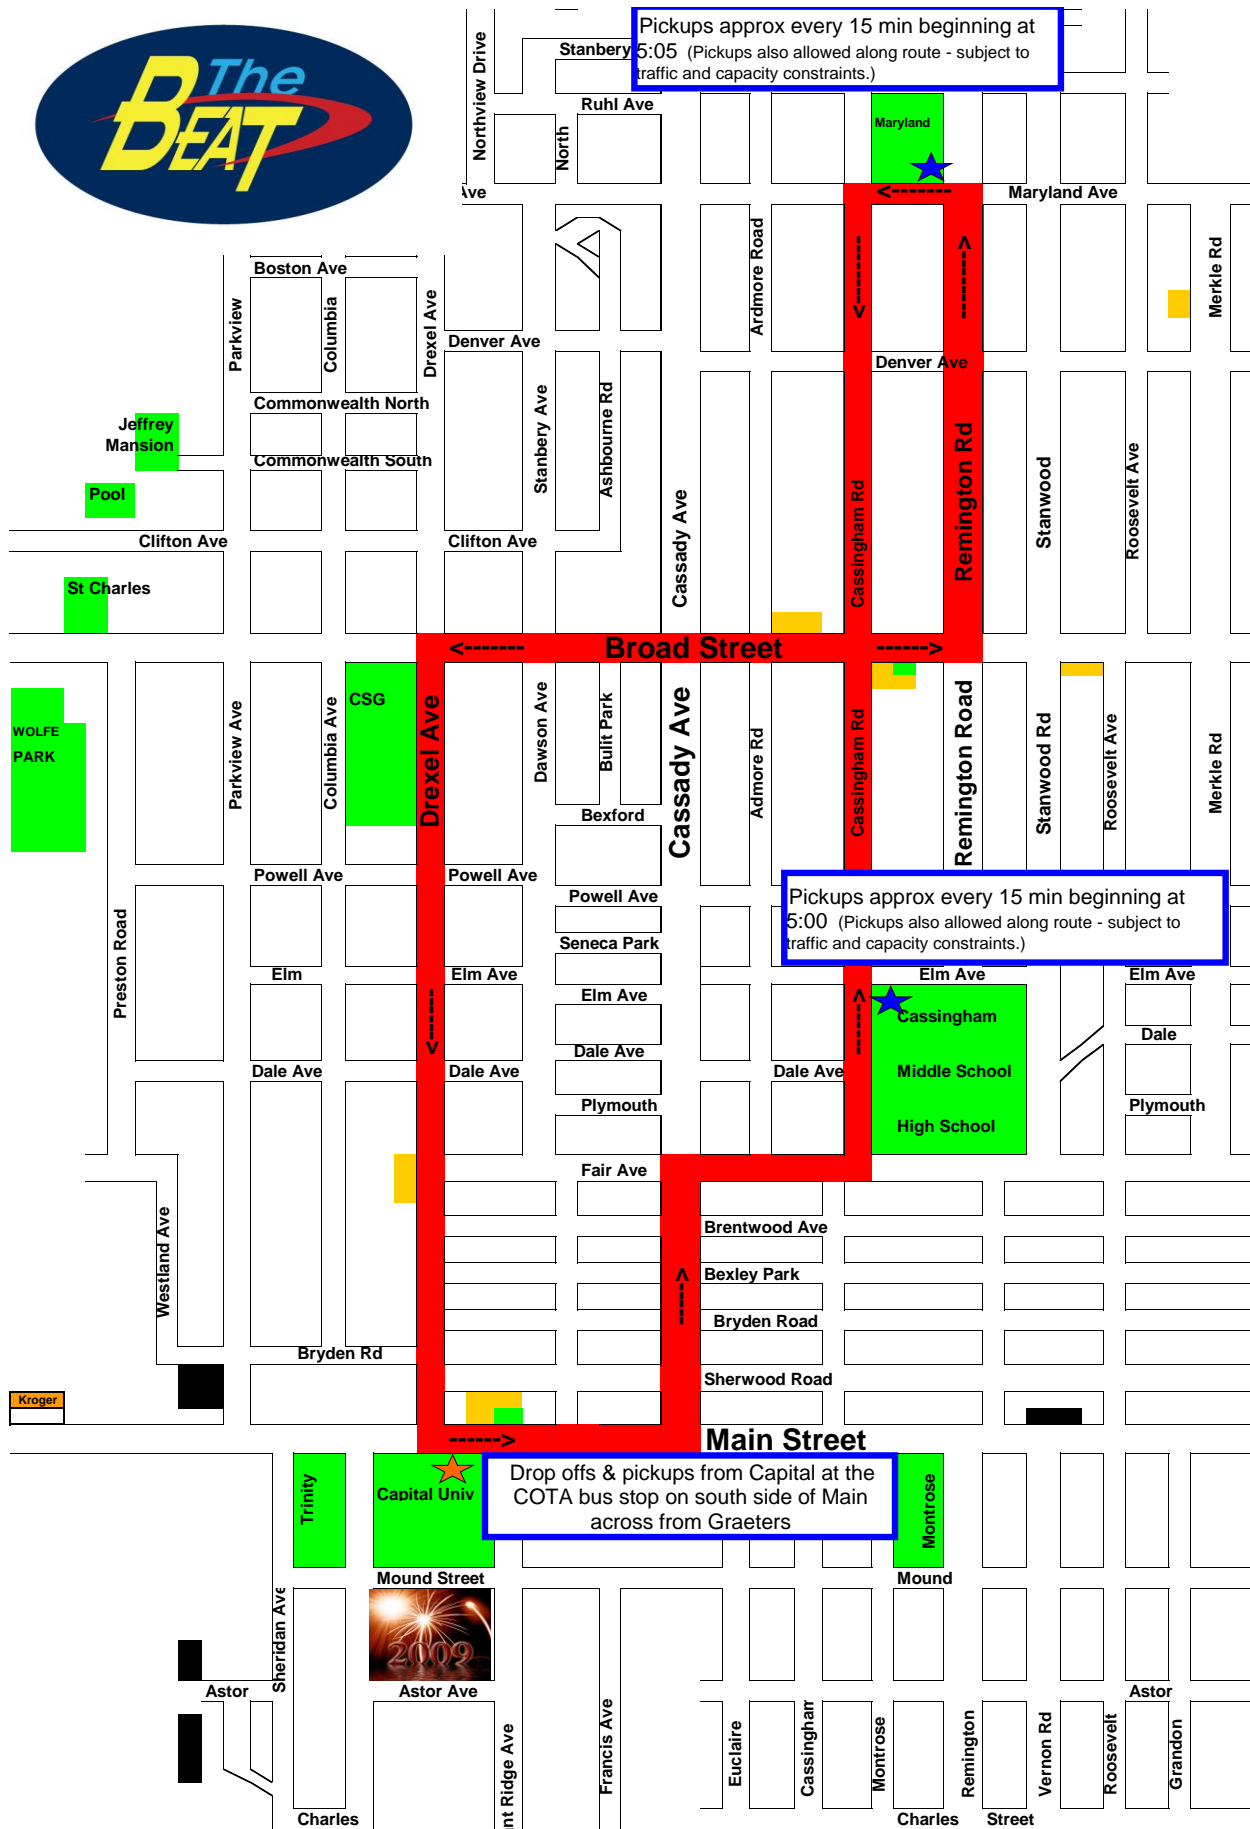 The
BEAT
Pickups approx every 15 min beginning at
5:05 (Pickups also allowed along route - subject to
traffic and capacity constraints.)
Northview Drive
Stanbery
Ruhl Ave
North
Maryland
Ave
<-------
Maryland Ave
Boston Ave
Parkview
Columbia
Drexel Ave
Denver Ave
Ardmore Road
<-------
------->
Merkle Rd
Denver Ave
Commonwealth North
Jeffrey
Mansion
Commonwealth South
Pool
Stanbery Ave
Ashbourne Rd
Cassady Ave
Cassingham Rd
Remington Rd
Stanwood
Roosevelt Ave
Clifton Ave
Clifton Ave
St Charles
<-------
Broad Street
------>
WOLFE
PARK
Parkview Ave
Columbia Ave
CSG
Drexel Ave
Dawson Ave
Bulit Park
Cassady Ave
Admore Rd
Cassingham Rd
Remington Road
Stanwood Rd
Roosevelt Ave
Merkle Rd
Bexford
Powell Ave
Powell Ave
Powell Ave
Pickups approx every 15 min beginning at
5:00 (Pickups also allowed along route - subject to
traffic and capacity constraints.)
Preston Road
Seneca Park
Elm
Elm Ave
Elm Ave
Elm Ave
Elm Ave
<------
------>
Cassingham
Middle School
High School
Dale
Dale Ave
Dale Ave
Dale Ave
Dale Ave
Plymouth
Plymouth
Fair Ave
Westland Ave
Brentwood Ave
Bexley Park
----->
Bryden Road
Bryden Rd
Sherwood Road
Kroger
------>
Main Street
Trinity
Capital Univ
Drop offs & pickups from Capital at the
COTA bus stop on south side of Main
across from Graeters
Montrose
Mound Street
Mound
2009
Sheridan Ave
Astor
Astor Ave
Astor
nt Ridge Ave
Francis Ave
Euclaire
Cassingham
Montrose
Remington
Vernon Rd
Roosevelt
Grandon
Charles
Charles
Street